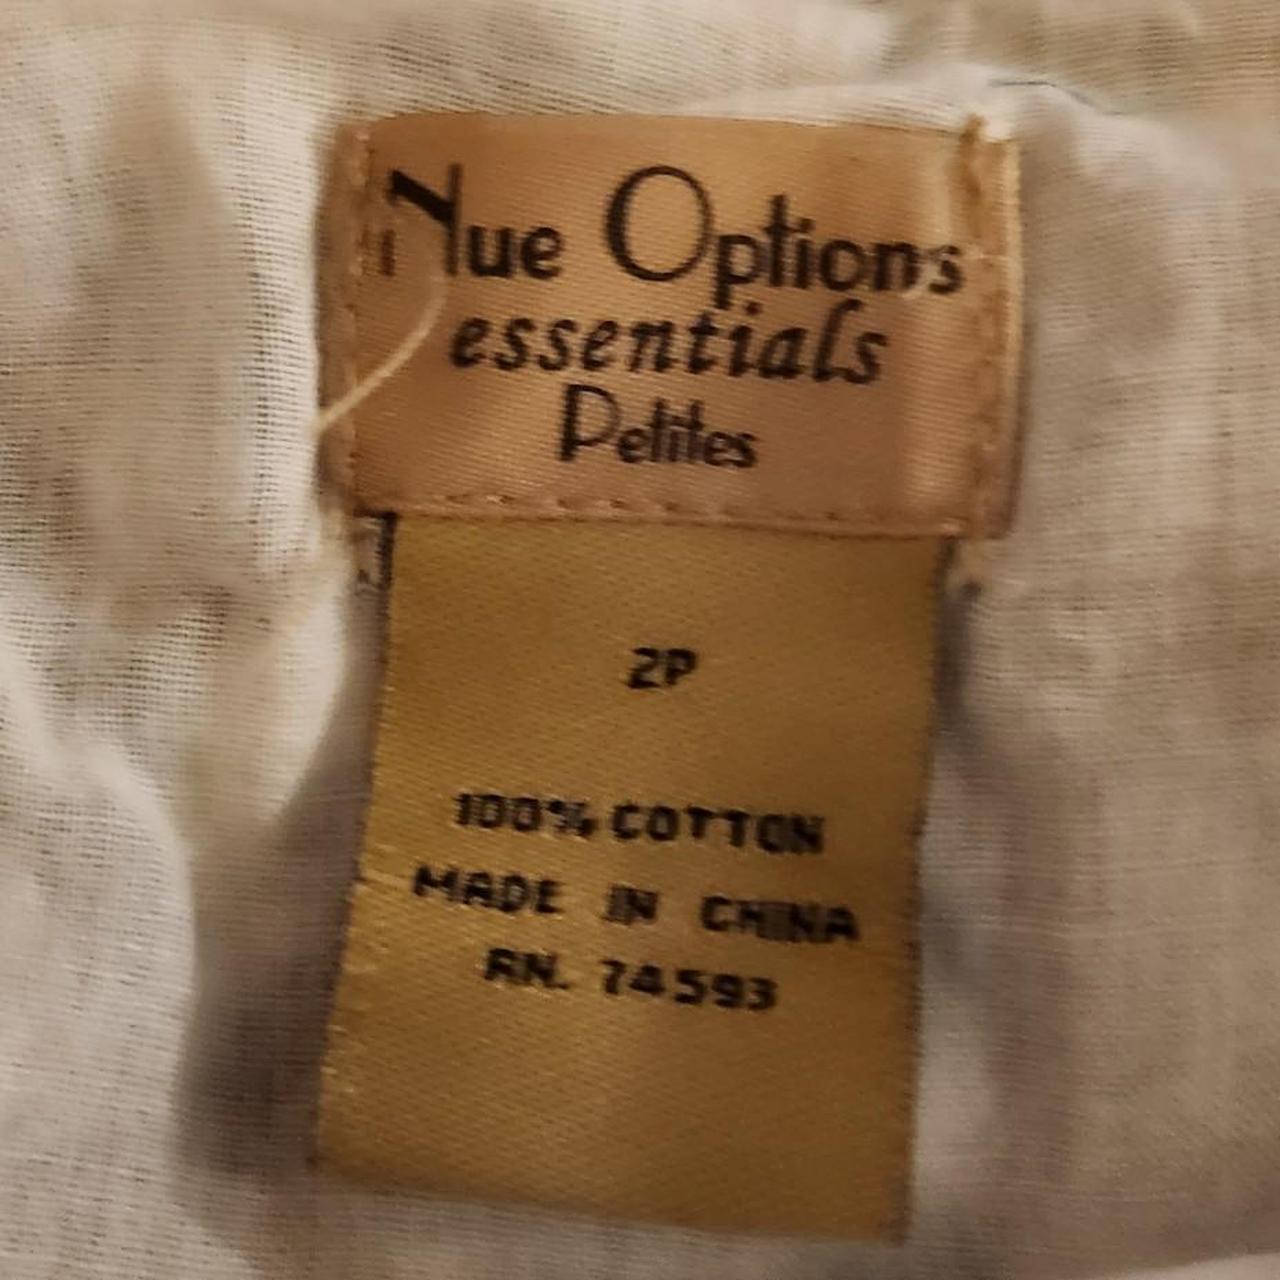 Nue Options
essentials
Petites
2P
100% COTTON
MADE IN CHINA
RN. 74593